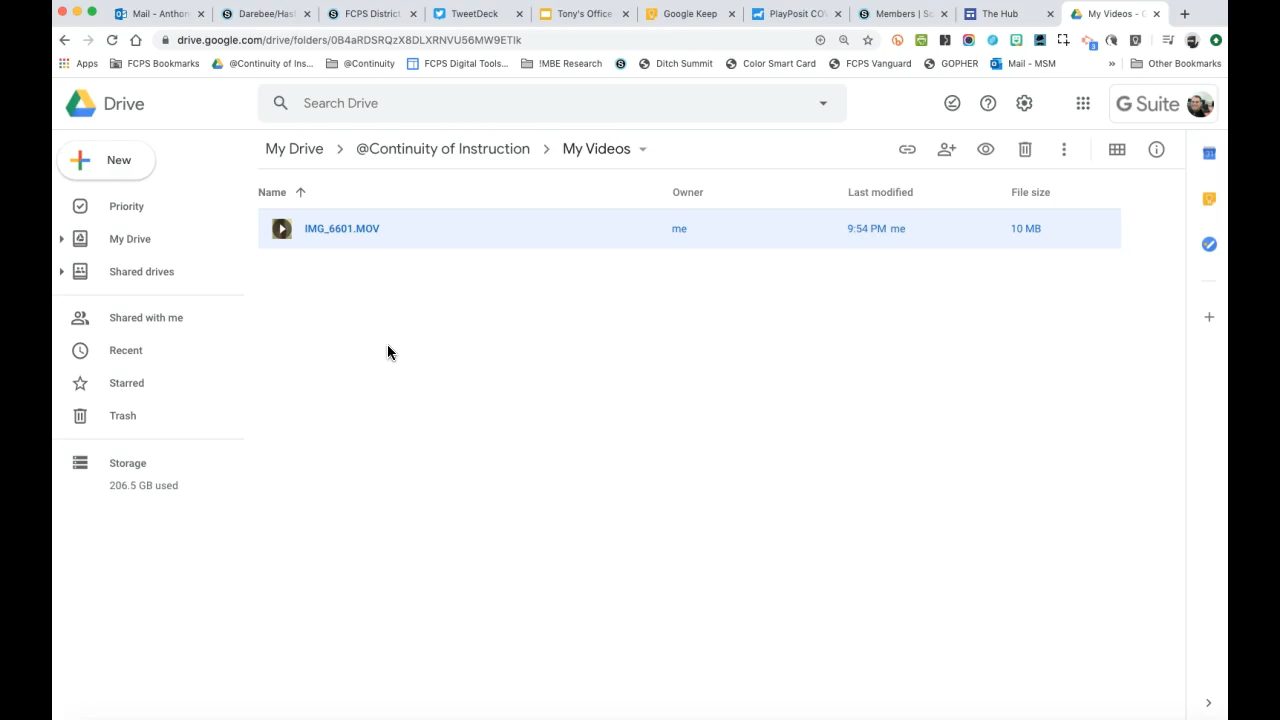 Mail - Anthon
Darebee/Hast
FCPS District
TweetDeck
Tony's Office
Google Keep
PlayPosit CO
Members | Sc
The Hub
My Videos - G
drive.google.com/drive/folders/0B4aRDSRQzX8DLXRNVU56MW9ETlk
3
Apps
FCPS Bookmarks
@Continuity of Ins...
@Continuity
FCPS Digital Tools...
!MBE Research
Ditch Summit
Color Smart Card
FCPS Vanguard
GOPHER
Mail - MSM
»
Other Bookmarks
Drive
Search Drive
G Suite
New
My Drive > @Continuity of Instruction > My Videos
31
Name
Owner
Last modified
File size
IMG_6601.MOV
me
9:54 PM me
10 MB
Priority
My Drive
Shared drives
Shared with me
Recent
Starred
Trash
Storage
206.5 GB used